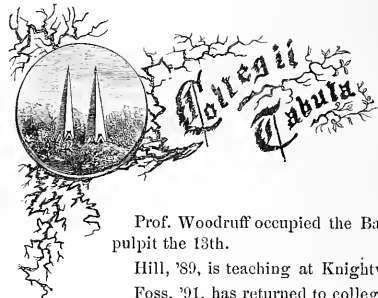 Collegii
Tabula
Prof. Woodruff occupied the Ba
pulpit the 13th.
Hill, '89, is teaching at Knightv
Foss, '91, has returned to colleg